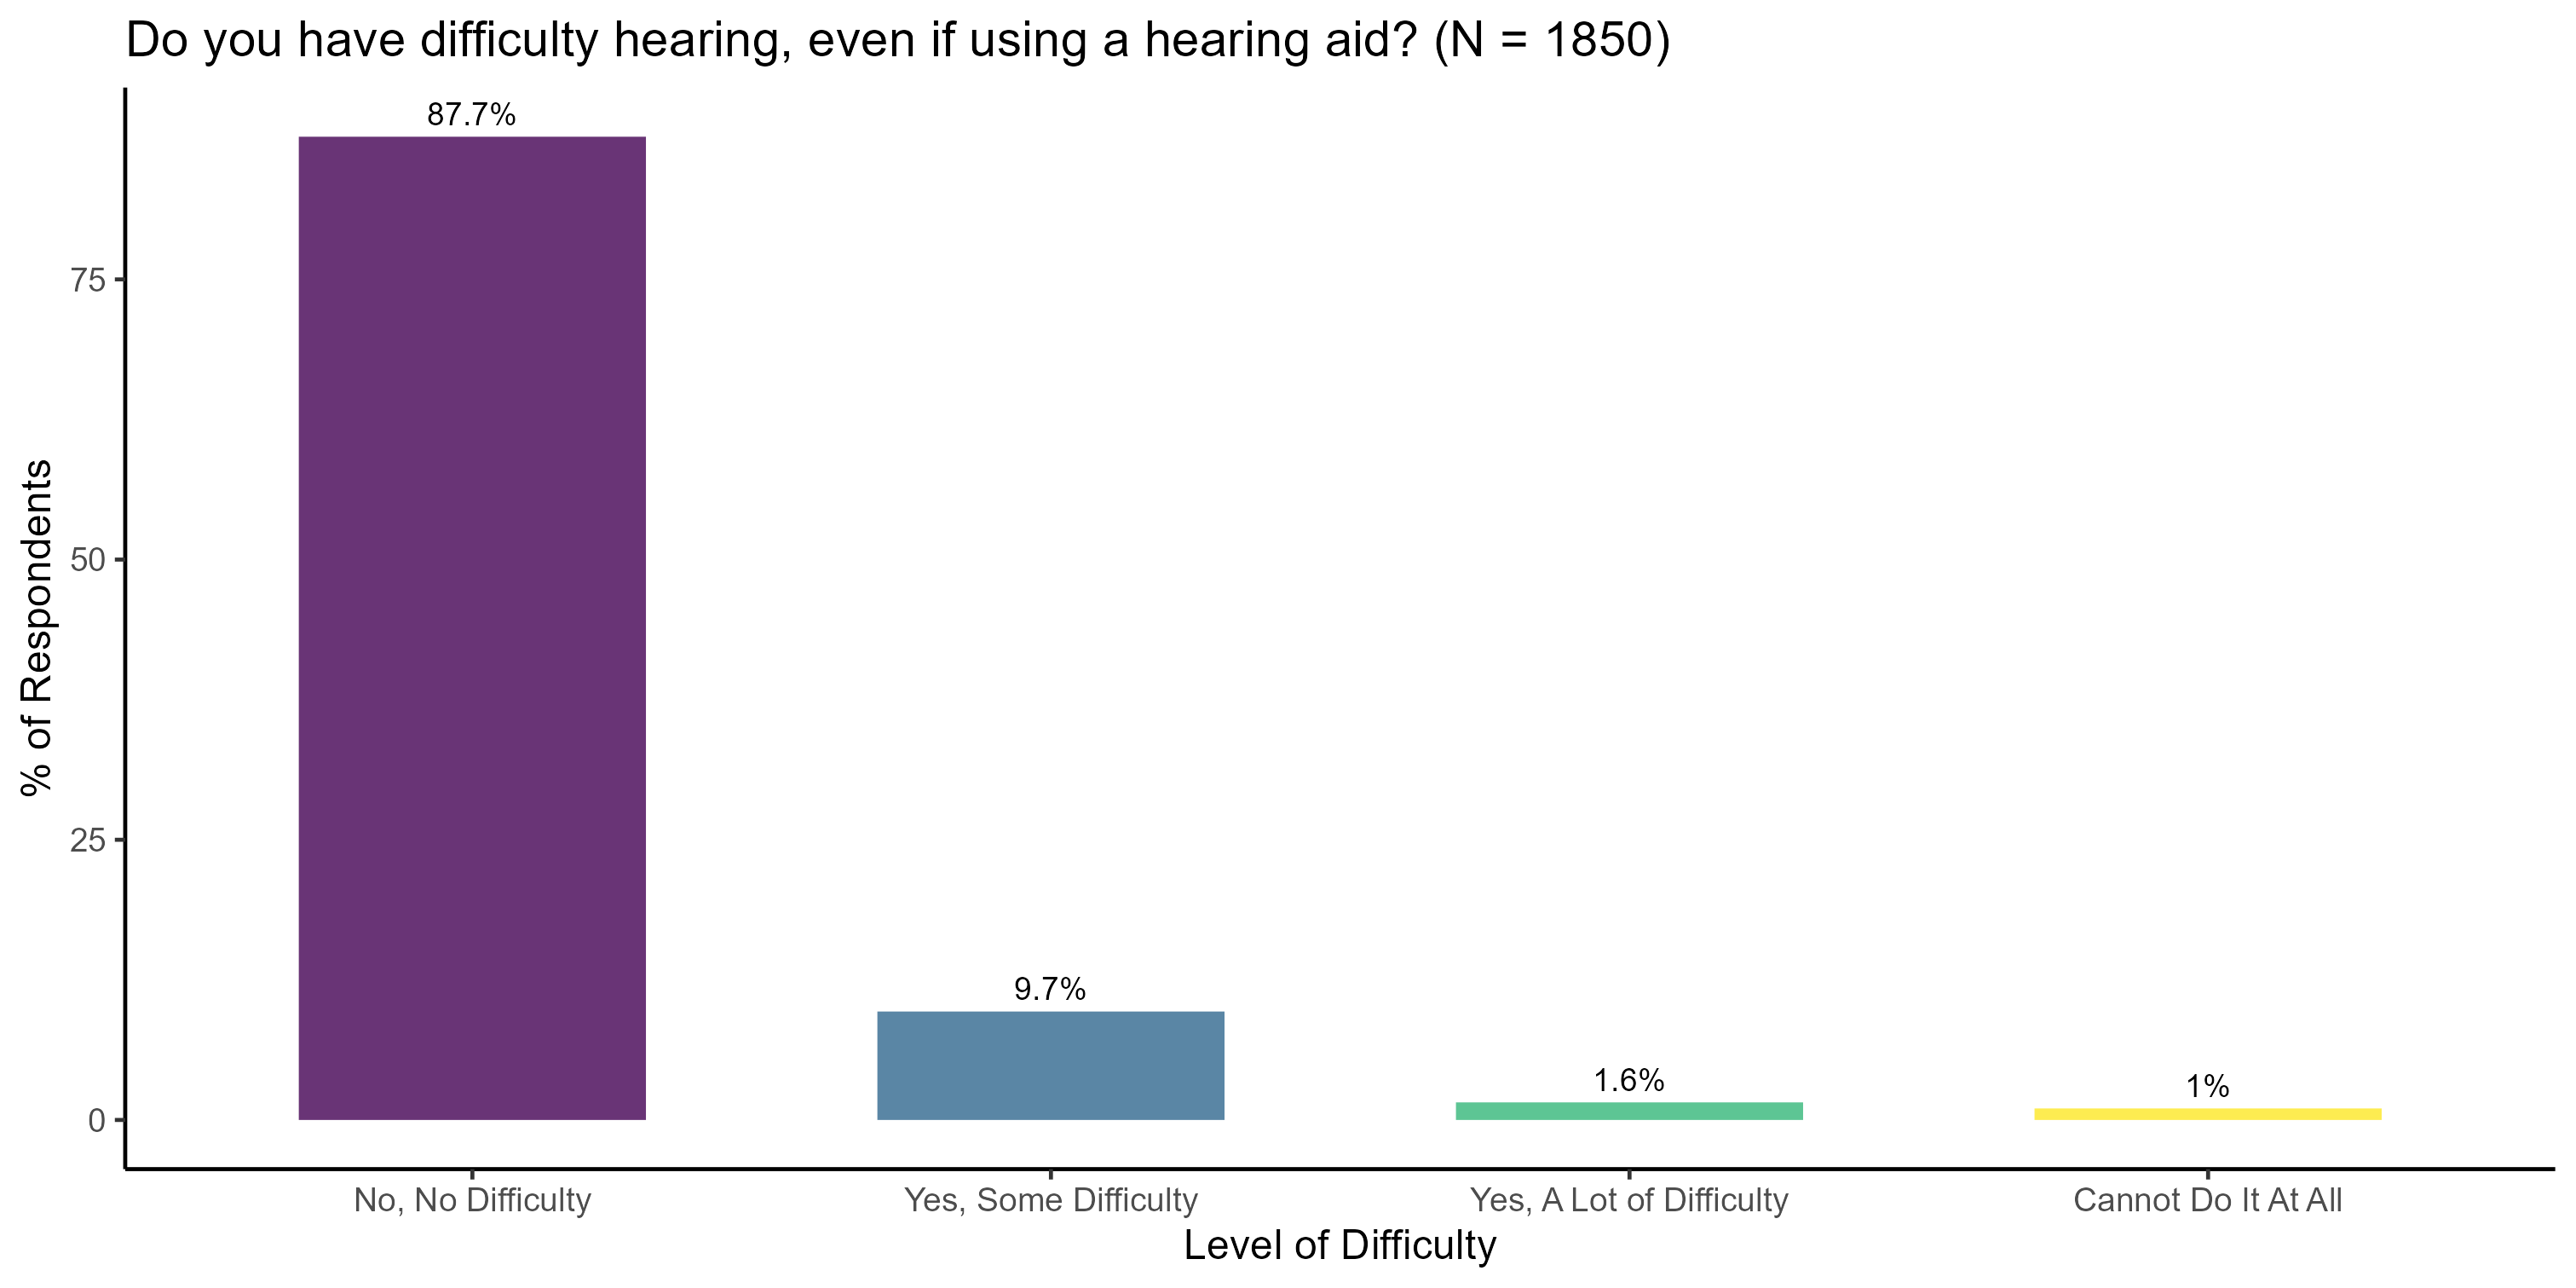 Do you have difficulty hearing, even if using a hearing aid? (N = 1850)
87.7%
75
50
25
0
% of Respondents
9.7%
1.6%
1%
No, No Difficulty
Yes, Some Difficulty
Yes, A Lot of Difficulty
Cannot Do It At All
Level of Difficulty